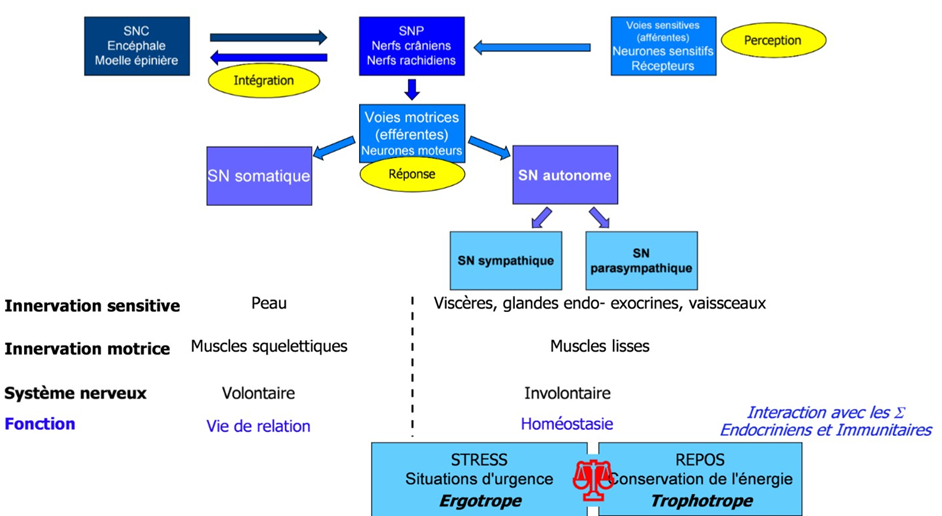 SNC
Encéphale
Moelle épinière
SNP
Nerfs crâniens
Nerfs rachidiens
Voies sensitives
(afférentes)
Neurones sensitifs
Récepteurs
Perception
Intégration
Voies motrices
(efférentes)
Neurones moteurs
Réponse
SN somatique
SN autonome
SN sympathique
SN
parasympathique
Innervation sensitive
Peau
Viscères, glandes endo- exocrines, vaissceaux
Innervation motrice
Muscles squelettiques
Muscles lisses
Système nerveux
Volontaire
Involontaire
Fonction
Vie de relation
Homéostasie
Interaction avec les Σ
Endocriniens et Immunitaires
STRESS
Situations d'urgence
Ergotrope
REPOS
Conservation de l'énergie
Trophotrope